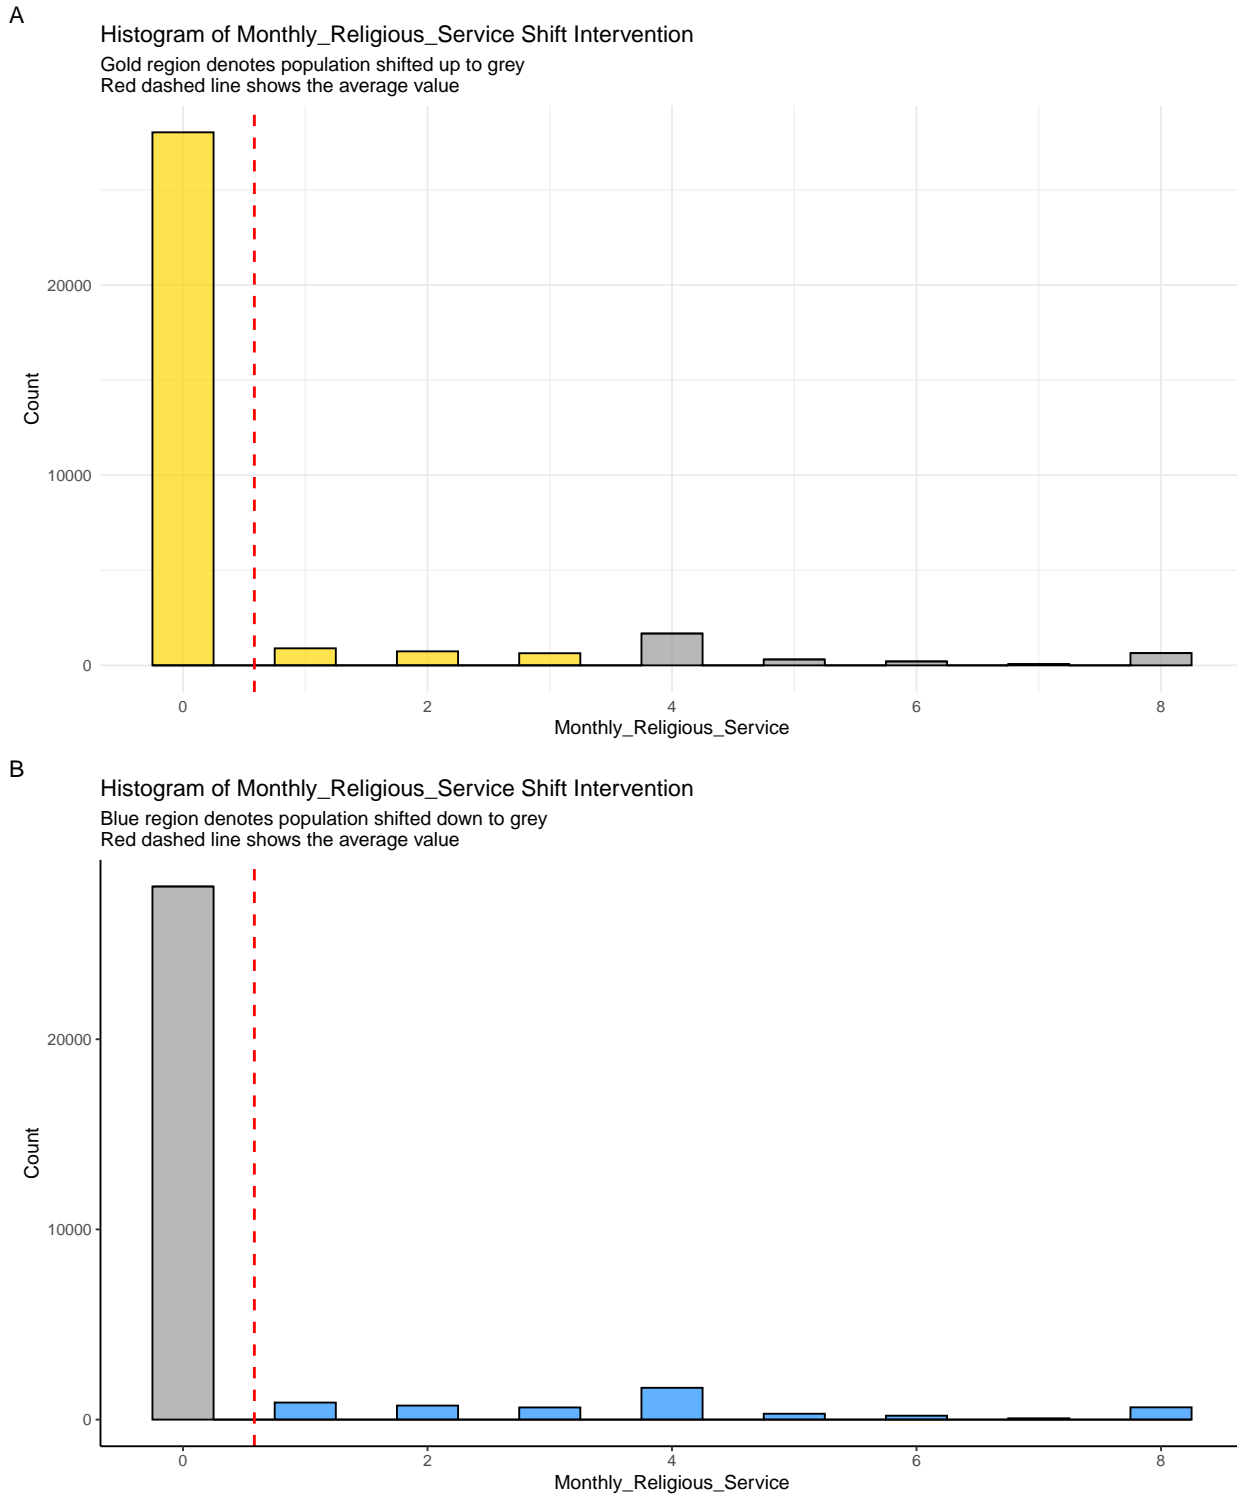 A
Histogram of Monthly_Religious_Service Shift Intervention
Gold region denotes population shifted up to grey
Red dashed line shows the average value
20000
10000
0
Count
0 2 4 6 8
Monthly_Religious_Service
B
Histogram of Monthly_Religious_Service Shift Intervention
Blue region denotes population shifted down to grey
Red dashed line shows the average value
20000
10000
0
Count
0 2 4 6 8
Monthly_Religious_Service